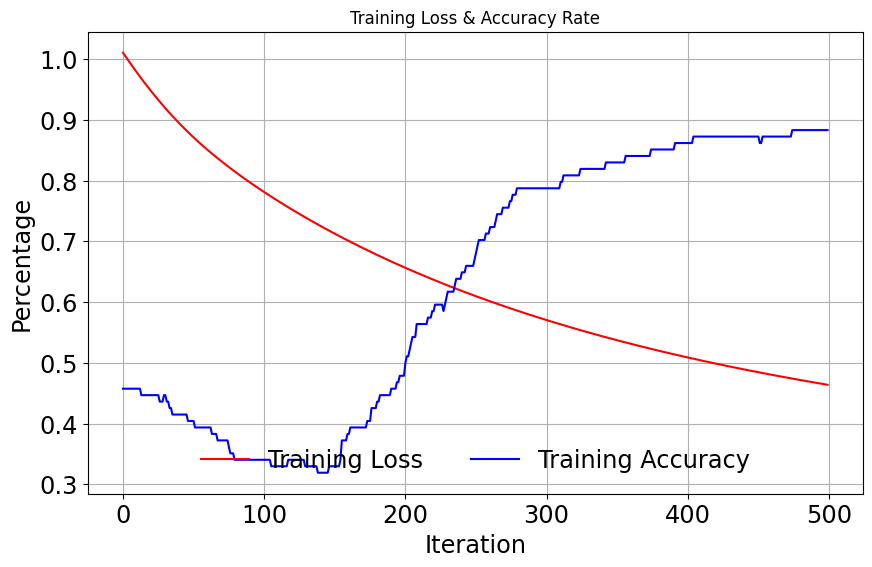 Training Loss & Accuracy Rate
1.0
0.9
0.8
0.7
0.6
0.5
0.4
0.3
Percentage
Training Loss
Training Accuracy
0
100
200
300
400
500
Iteration